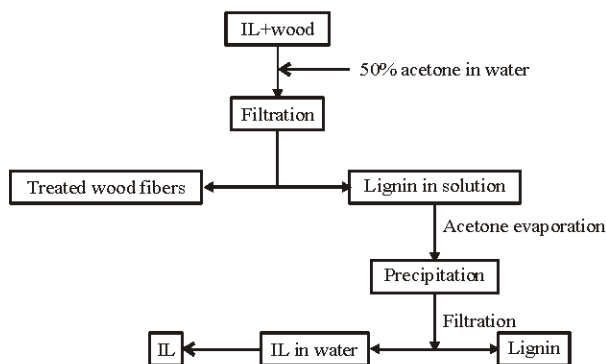 IL+wood
50% acetone in water
Filtration
Treated wood fibers
Lignin in solution
Acetone evaporation
Precipitation
Filtration
IL
IL in water
Lignin